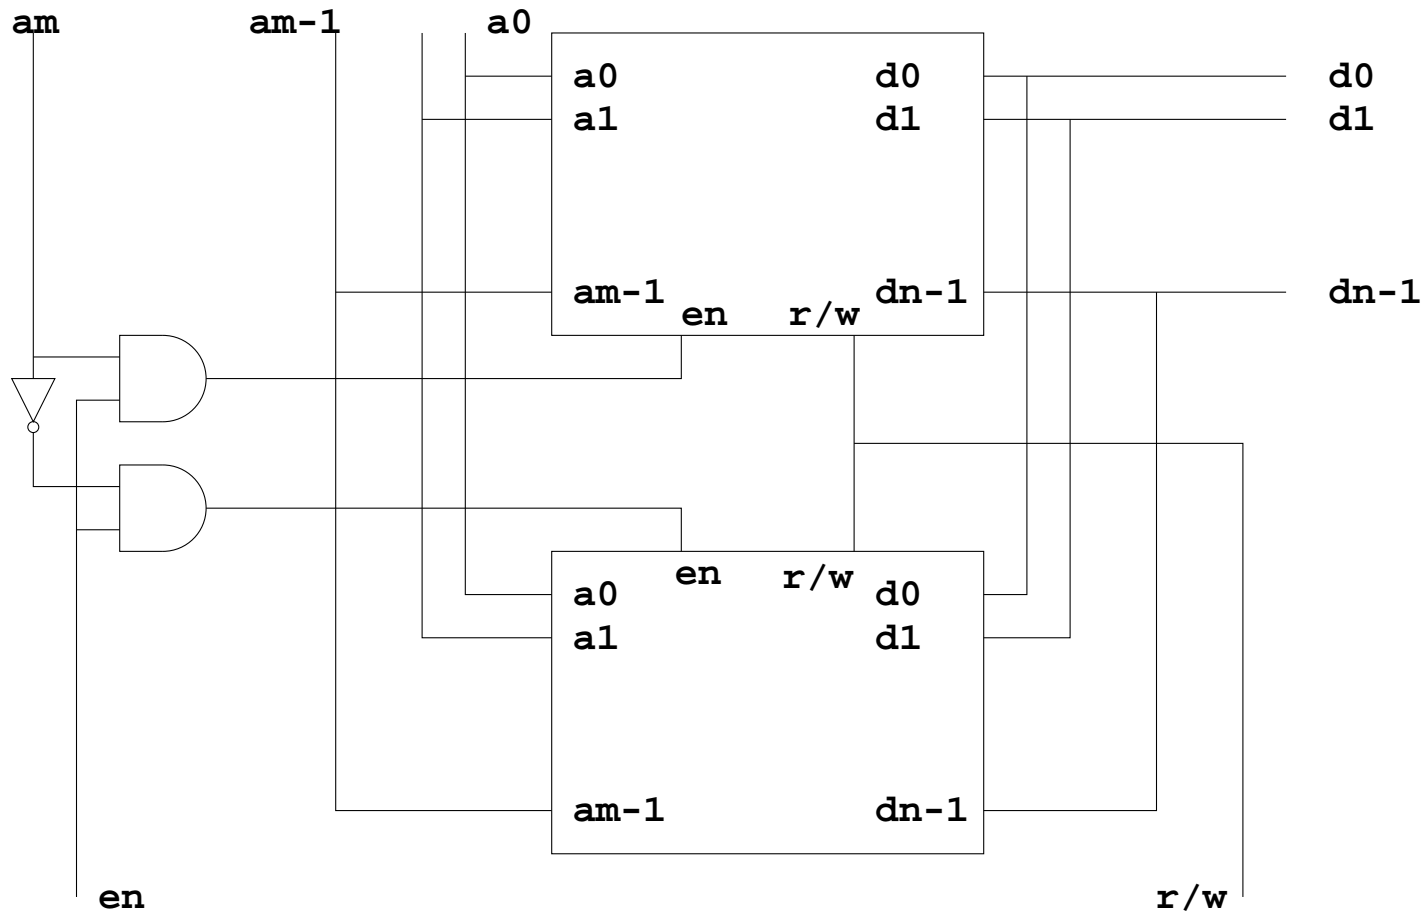 am am-1 a0
a0 d0 d0
a1 d1 d1
am-1 dn-1 dn-1
en r/w
en r/w
a0 d0
a1 d1
am-1 dn-1
en r/w